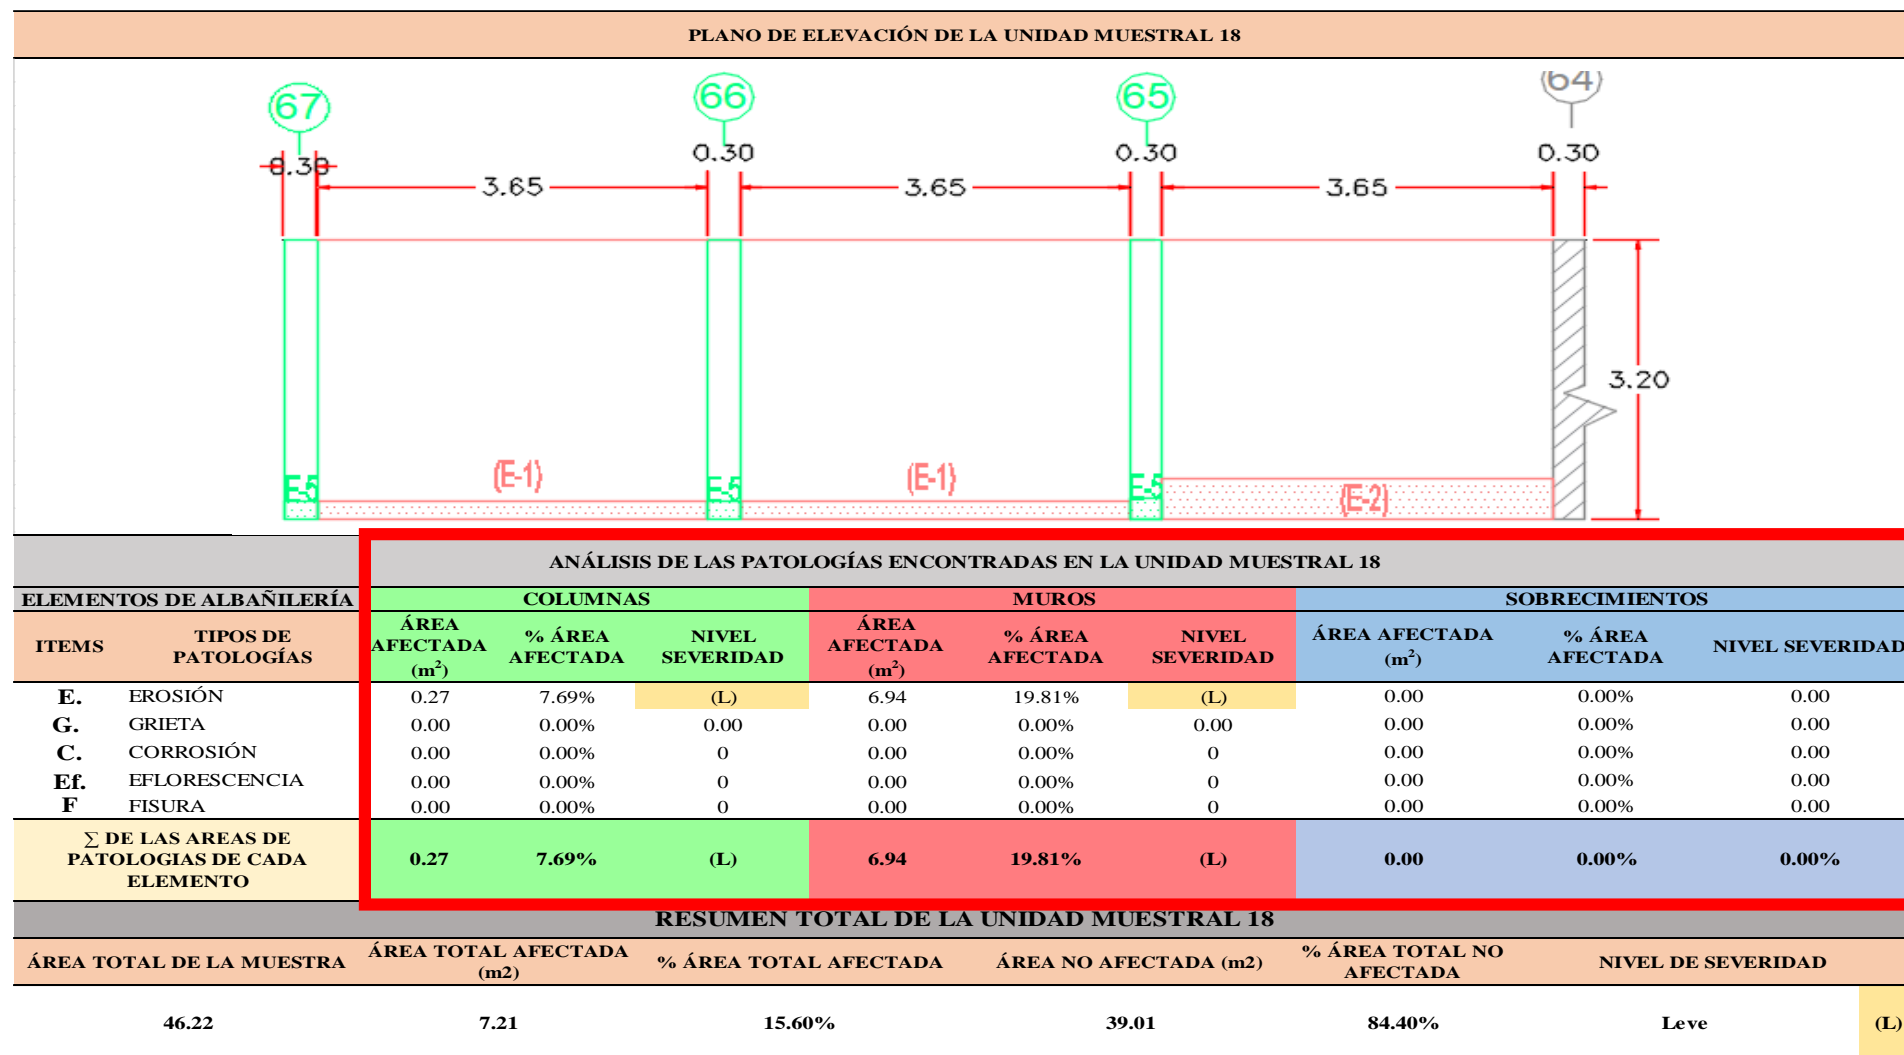 PLANO DE ELEVACIÓN DE LA UNIDAD MUESTRAL 18
67 66 65 64
0.30 0.30 0.30 0.30
3.65 3.65 3.65
3.20
(E-1) (E-1) (E-2)
E-5 E-5 E-5
ANÁLISIS DE LAS PATOLOGÍAS ENCONTRADAS EN LA UNIDAD MUESTRAL 18
ELEMENTOS DE ALBAÑILERÍA COLUMNAS MUROS SOBRECIMIENTOS
ITEMS TIPOS DE PATOLOGÍAS ÁREA AFECTADA (m²) % ÁREA AFECTADA NIVEL SEVERIDAD ÁREA AFECTADA (m²) % ÁREA AFECTADA NIVEL SEVERIDAD ÁREA AFECTADA (m²) % ÁREA AFECTADA NIVEL SEVERIDAD
E. EROSIÓN 0.27 7.69% (L) 6.94 19.81% (L) 0.00 0.00% 0.00
G. GRIETA 0.00 0.00% 0.00 0.00 0.00% 0.00 0.00 0.00% 0.00
C. CORROSIÓN 0.00 0.00% 0 0.00 0.00% 0 0.00 0.00% 0.00
Ef. EFLORESCENCIA 0.00 0.00% 0 0.00 0.00% 0 0.00 0.00% 0.00
F FISURA 0.00 0.00% 0 0.00 0.00% 0 0.00 0.00% 0.00
∑ DE LAS AREAS DE PATOLOGIAS DE CADA ELEMENTO 0.27 7.69% (L) 6.94 19.81% (L) 0.00 0.00% 0.00%
RESUMEN TOTAL DE LA UNIDAD MUESTRAL 18
ÁREA TOTAL DE LA MUESTRA ÁREA TOTAL AFECTADA (m2) % ÁREA TOTAL AFECTADA ÁREA NO AFECTADA (m2) % ÁREA TOTAL NO AFECTADA NIVEL DE SEVERIDAD
46.22 7.21 15.60% 39.01 84.40% Leve (L)